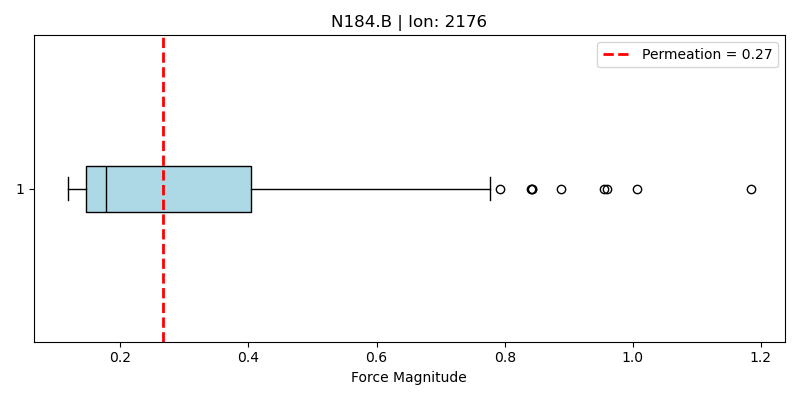 N184.B | Ion: 2176
Permeation = 0.27
1
0.2 0.4 0.6 0.8 1.0 1.2
Force Magnitude